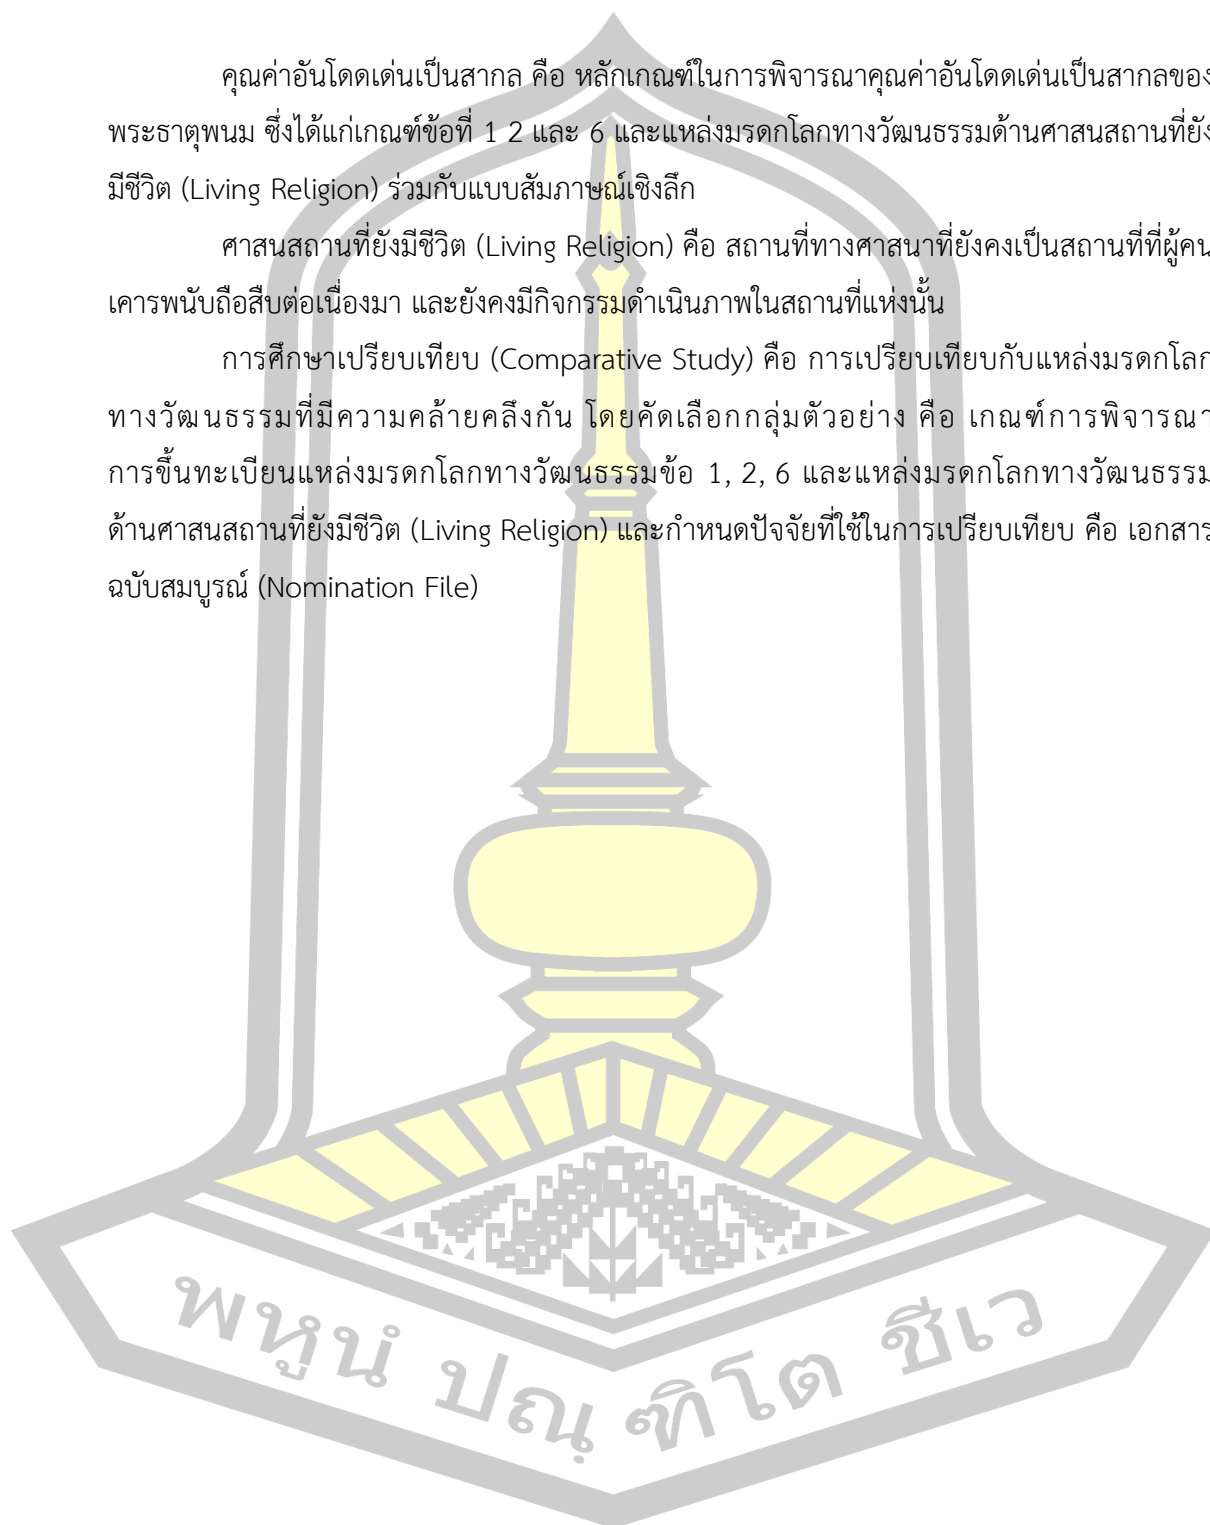 คุณค่าอันโดดเด่นเป็นสากล คือ หลักเกณฑ์ในการพิจารณาคุณค่าอันโดดเด่นเป็นสากลของ
พระธาตุพนม ซึ่งได้แก่เกณฑ์ข้อที่ 1 2 และ 6 และแหล่งมรดกโลกทางวัฒนธรรมด้านศาสนสถานที่ยัง
มีชีวิต (Living Religion) ร่วมกับแบบสัมภาษณ์เชิงลึก
ศาสนสถานที่ยังมีชีวิต (Living Religion) คือ สถานที่ทางศาสนาที่ยังคงเป็นสถานที่ที่ผู้คน
เคารพนับถือสืบต่อเนื่องมา และยังคงมีกิจกรรมดำเนินภาพในสถานที่แห่งนั้น
การศึกษาเปรียบเทียบ (Comparative Study) คือ การเปรียบเทียบกับแหล่งมรดกโลก
ทางวัฒนธรรมที่มีความคล้ายคลึงกัน โดยคัดเลือกกลุ่มตัวอย่าง คือ เกณฑ์การพิจารณา
การขึ้นทะเบียนแหล่งมรดกโลกทางวัฒนธรรมข้อ 1, 2, 6 และแหล่งมรดกโลกทางวัฒนธรรม
ด้านศาสนสถานที่ยังมีชีวิต (Living Religion) และกำหนดปัจจัยที่ใช้ในการเปรียบเทียบ คือ เอกสาร
ฉบับสมบูรณ์ (Nomination File)
พหูนํ ปณฺฑิโต ชีเว